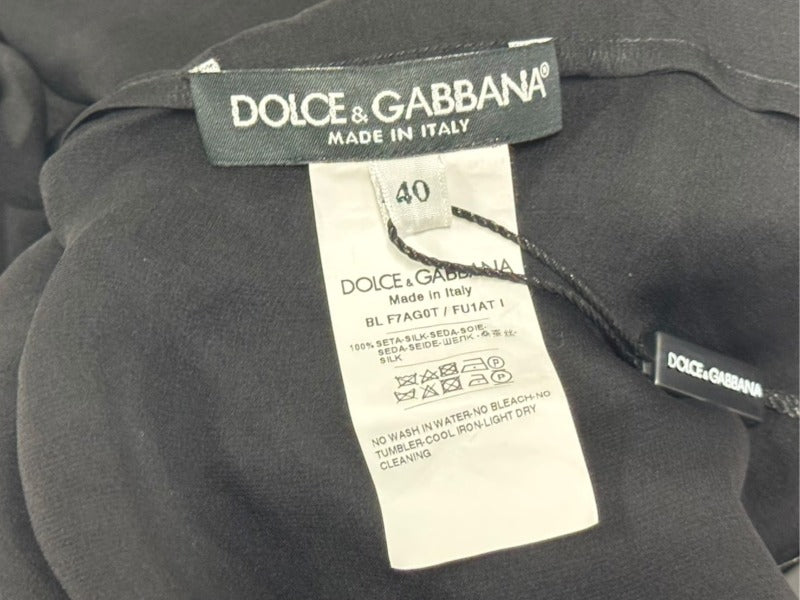 DOLCE & GABBANA®
MADE IN ITALY
40
DOLCE & GABBANA
Made in Italy
BL F7AG0T / FU1AT I
100% SETA-SILK-SEDA-SOIE-
SEDA-SEIDE-ШЕЛК-
SILK
NO WASH IN WATER-NO BLEACH-NO
TUMBLER-COOL IRON-LIGHT DRY
CLEANING
DOLCE & GABBANA